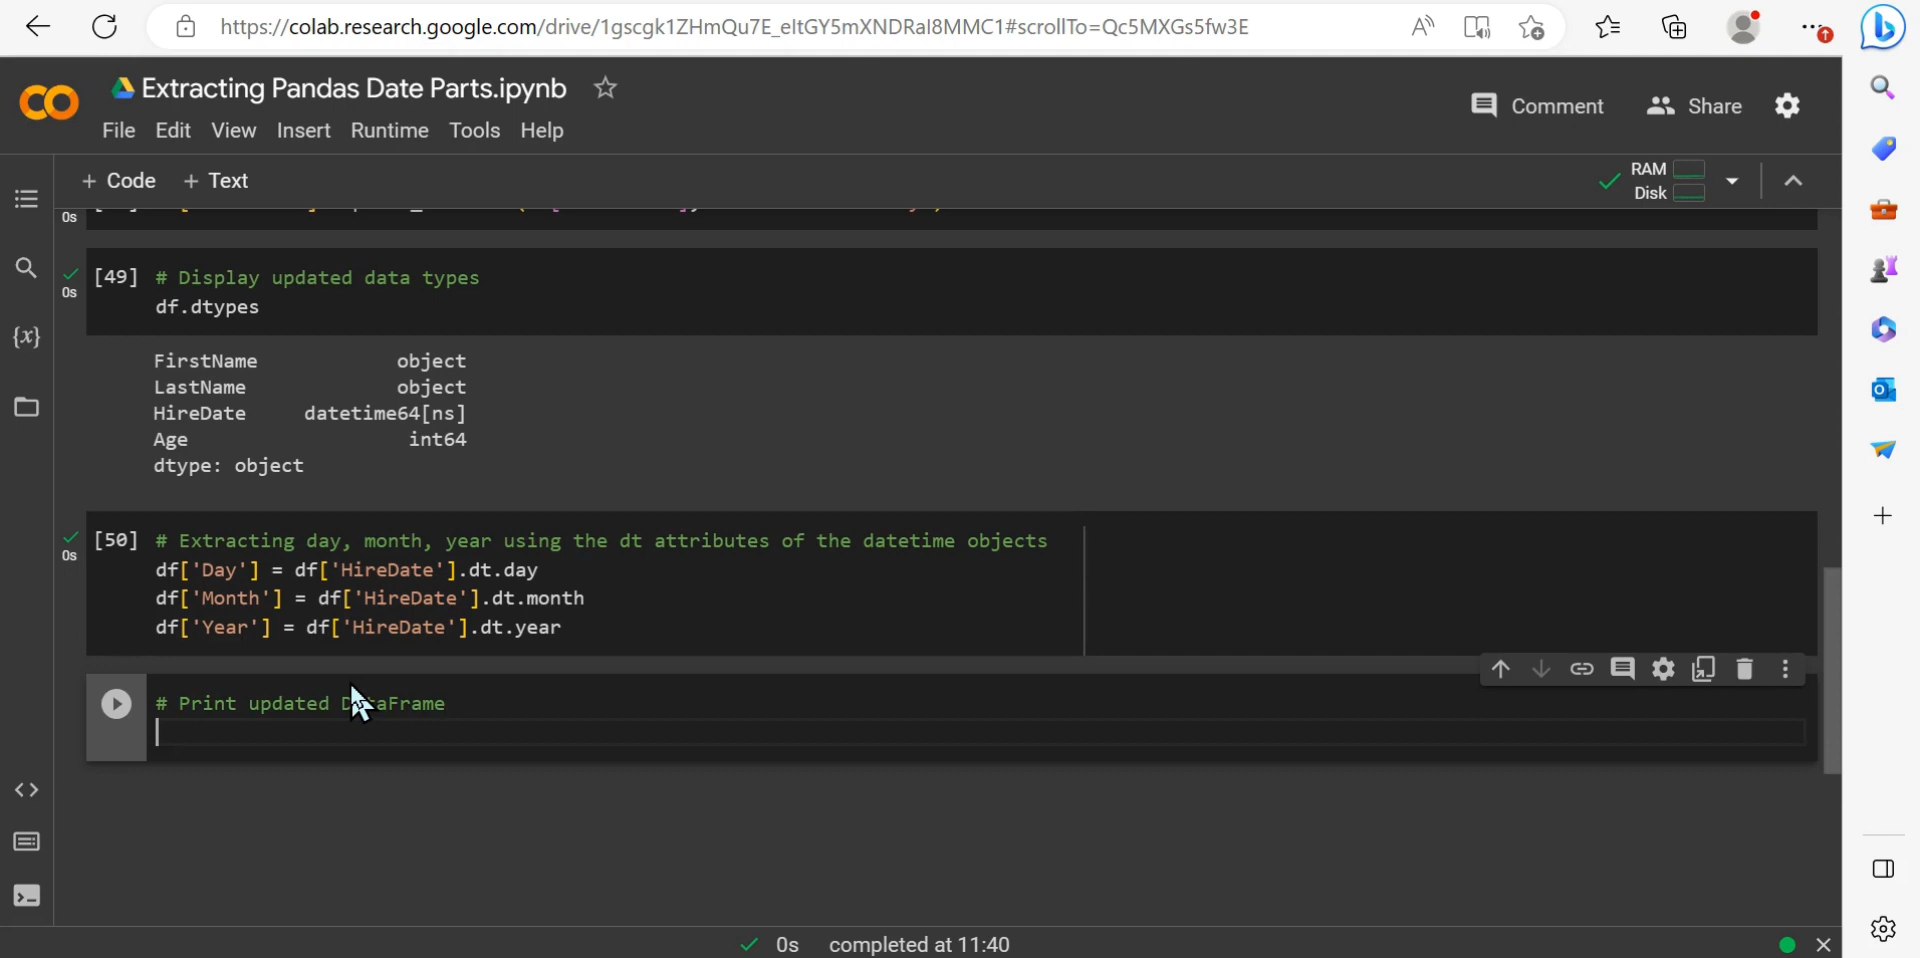 https://colab.research.google.com/drive/1gscgk1ZHmQu7E_eItGY5mXNDRaI8MMC1#scrollTo=Qc5MXGs5fw3E
Extracting Pandas Date Parts.ipynb
File Edit View Insert Runtime Tools Help
Comment Share
+ Code + Text
RAM
Disk
0s
[49] # Display updated data types
0s
df.dtypes
FirstName object
LastName object
HireDate datetime64[ns]
Age int64
dtype: object
[50] # Extracting day, month, year using the dt attributes of the datetime objects
0s
df['Day'] = df['HireDate'].dt.day
df['Month'] = df['HireDate'].dt.month
df['Year'] = df['HireDate'].dt.year
# Print updated DataFrame
0s completed at 11:40